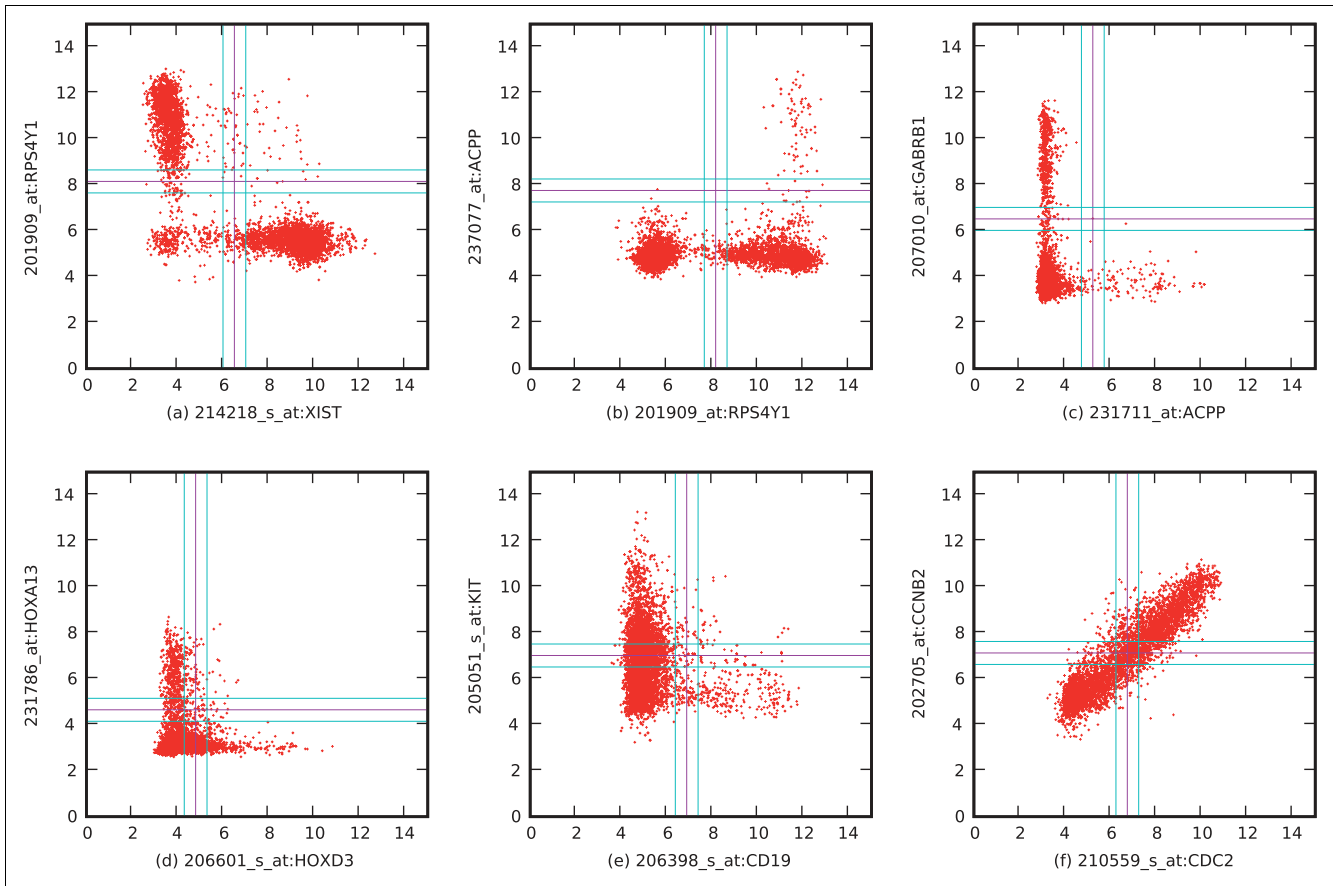 14
12
10
8
6
4
2
0
201909_at:RPS4Y1
0 2 4 6 8 10 12 14
(a) 214218_s_at:XIST
14
12
10
8
6
4
2
0
237077_at:ACPP
0 2 4 6 8 10 12 14
(b) 201909_at:RPS4Y1
14
12
10
8
6
4
2
0
207010_at:GABRB1
0 2 4 6 8 10 12 14
(c) 231711_at:ACPP
14
12
10
8
6
4
2
0
231786_at:HOXA13
0 2 4 6 8 10 12 14
(d) 206601_s_at:HOXD3
14
12
10
8
6
4
2
0
205051_s_at:KIT
0 2 4 6 8 10 12 14
(e) 206398_s_at:CD19
14
12
10
8
6
4
2
0
202705_at:CCNB2
0 2 4 6 8 10 12 14
(f) 210559_s_at:CDC2